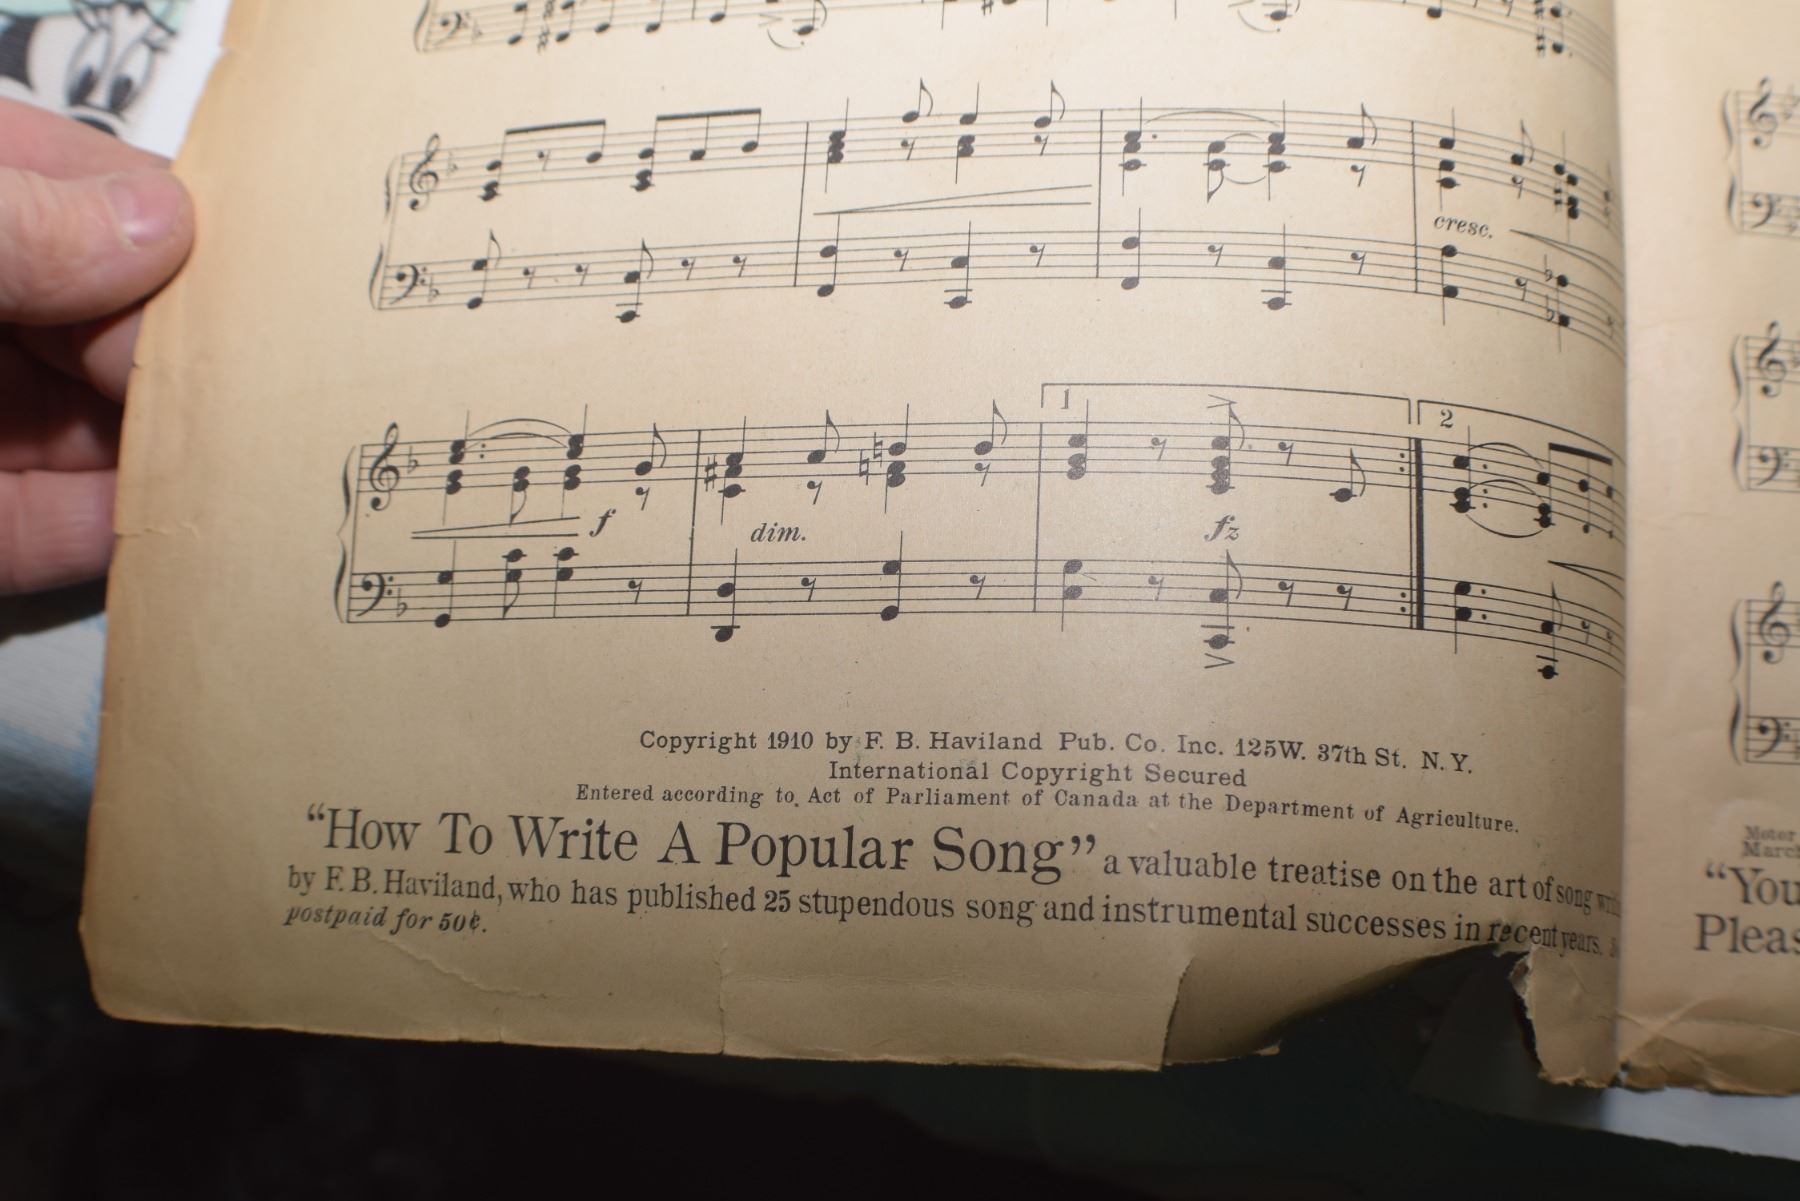 cresc.
1
2
f
dim.
fz
Copyright 1910 by F. B. Haviland Pub. Co. Inc. 125W. 37th St. N. Y.
International Copyright Secured
Entered according to Act of Parliament of Canada at the Department of Agriculture.
“How To Write A Popular Song” a valuable treatise on the art of song
by F. B. Haviland, who has published 25 stupendous song and instrumental successes in recent years.
postpaid for 50¢.
Motor
March
“You
Pleas